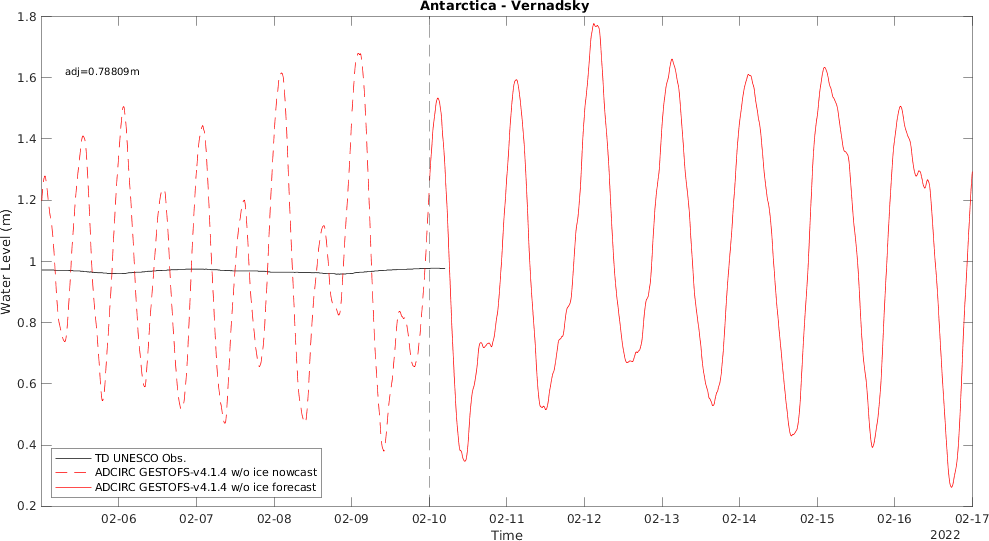 Antarctica - Vernadsky
1.8
1.6
1.4
1.2
1
0.8
0.6
0.4
0.2
Water Level (m)
adj=0.78809m
TD UNESCO Obs.
ADCIRC GESTOFS-v4.1.4 w/o ice nowcast
ADCIRC GESTOFS-v4.1.4 w/o ice forecast
02-06 02-07 02-08 02-09 02-10 02-11 02-12 02-13 02-14 02-15 02-16 02-17
Time
2022